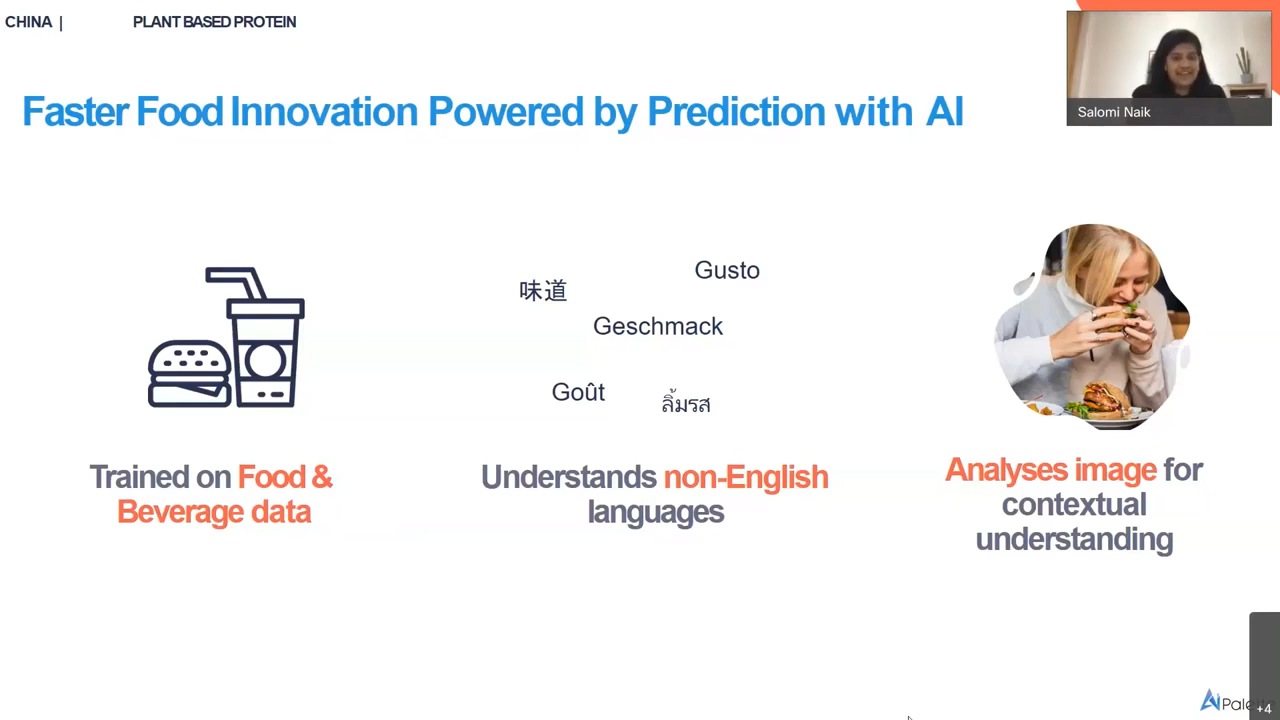 CHINA | PLANT BASED PROTEIN
Salomi Naik
Faster Food Innovation Powered by Prediction with AI
味道
Gusto
Geschmack
Goût
ลิ้มรส
Trained on Food &
Beverage data
Understands non-English
languages
Analyses image for
contextual
understanding
+4